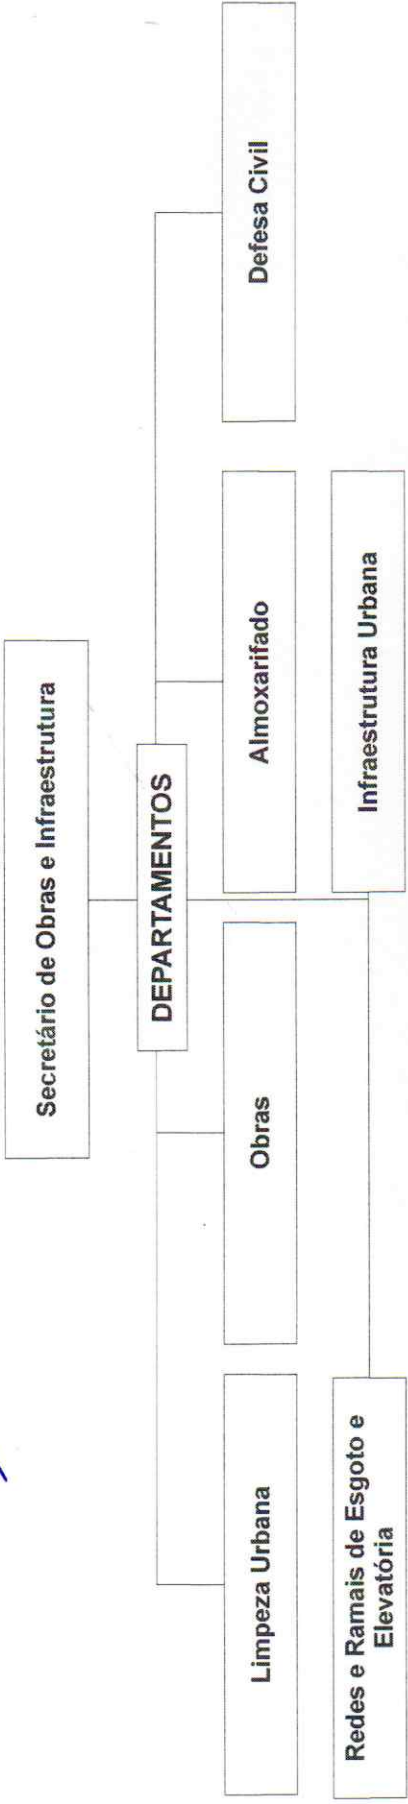 Secretário de Obras e Infraestrutura
DEPARTAMENTOS
Limpeza Urbana
Obras
Almoxarifado
Defesa Civil
Redes e Ramais de Esgoto e
Elevatória
Infraestrutura Urbana